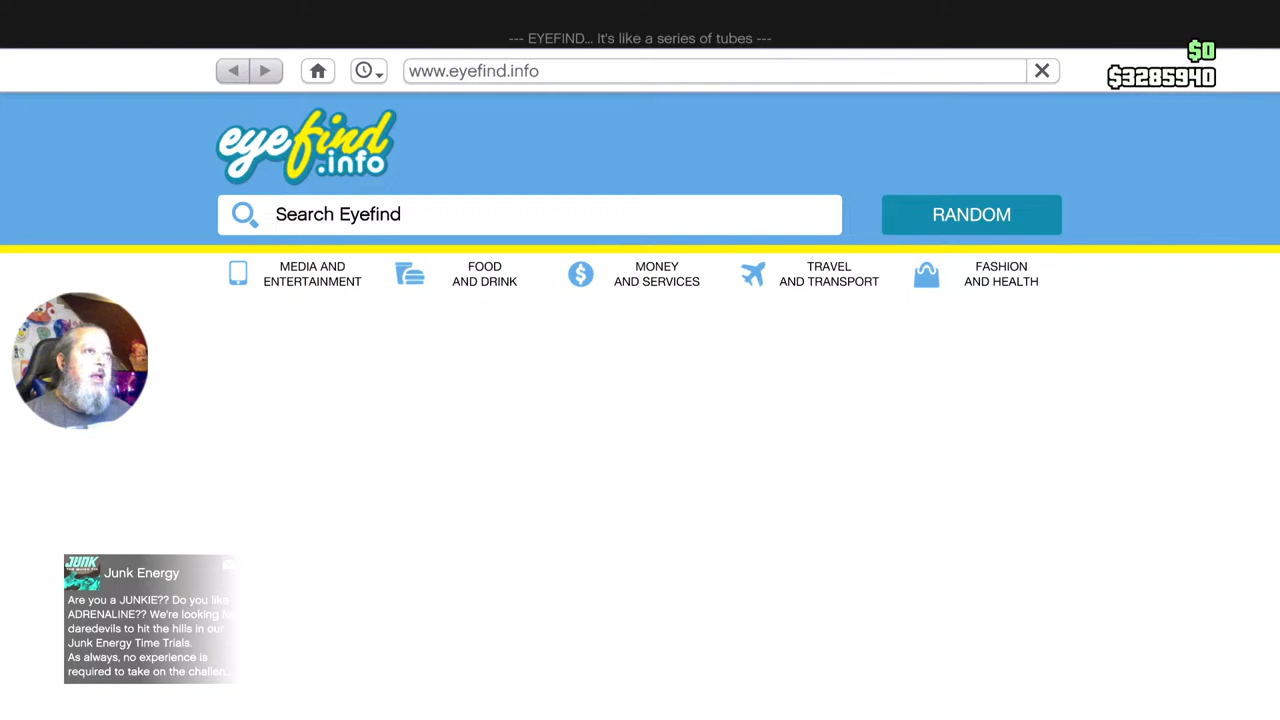 --- EYEFIND... It's like a series of tubes ---
$0
www.eyefind.info
$3285940
eyefind
.info
Search Eyefind
RANDOM
MEDIA AND
ENTERTAINMENT
FOOD
AND DRINK
MONEY
AND SERVICES
TRAVEL
AND TRANSPORT
FASHION
AND HEALTH
JUNK
Junk Energy
Are you a JUNKIE?? Do you like
ADRENALINE?? We're looking
daredevils to hit the hills in our
Junk Energy Time Trials.
As always, no experience is
required to take on the challen...